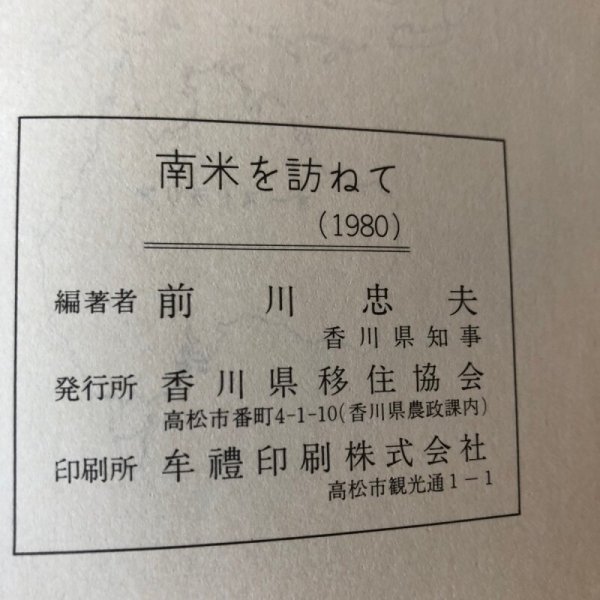 南米を訪ねて
(1980)
編著者 前川忠夫
香川県知事
発行所 香川県移住協会
高松市番町4-1-10(香川県農政課内)
印刷所 牟禮印刷株式会社
高松市観光通1-1